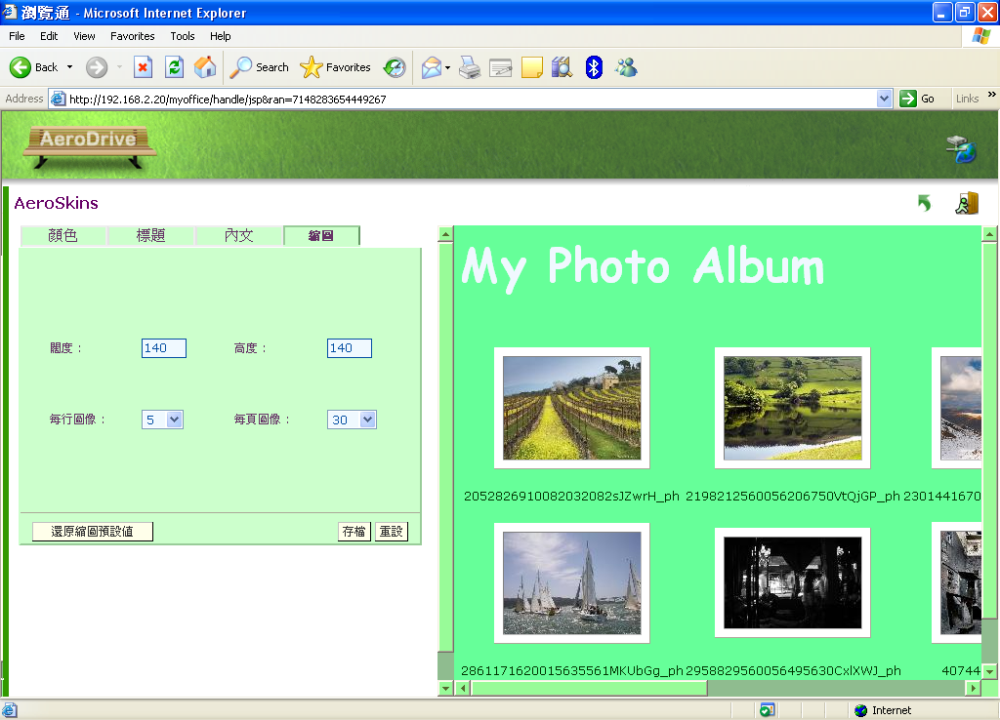 瀏覽通 - Microsoft Internet Explorer
File Edit View Favorites Tools Help
Back Search Favorites
Address http://192.168.2.20/myoffice/handle/jsp&ran=7148283654449267 Go Links »
AeroDrive
AeroSkins
顏色 標題 內文 縮圖
闊度： 140 高度： 140
每行圖像： 5 每頁圖像： 30
還原縮圖預設值 存檔 重設
My Photo Album
2052826910082032082sJZwrH_ph 2198212560056206750VtQjGP_ph 2301441670
2861171620015635561MKUbGg_ph 2958829560056495630CxlXWJ_ph 40744
Internet